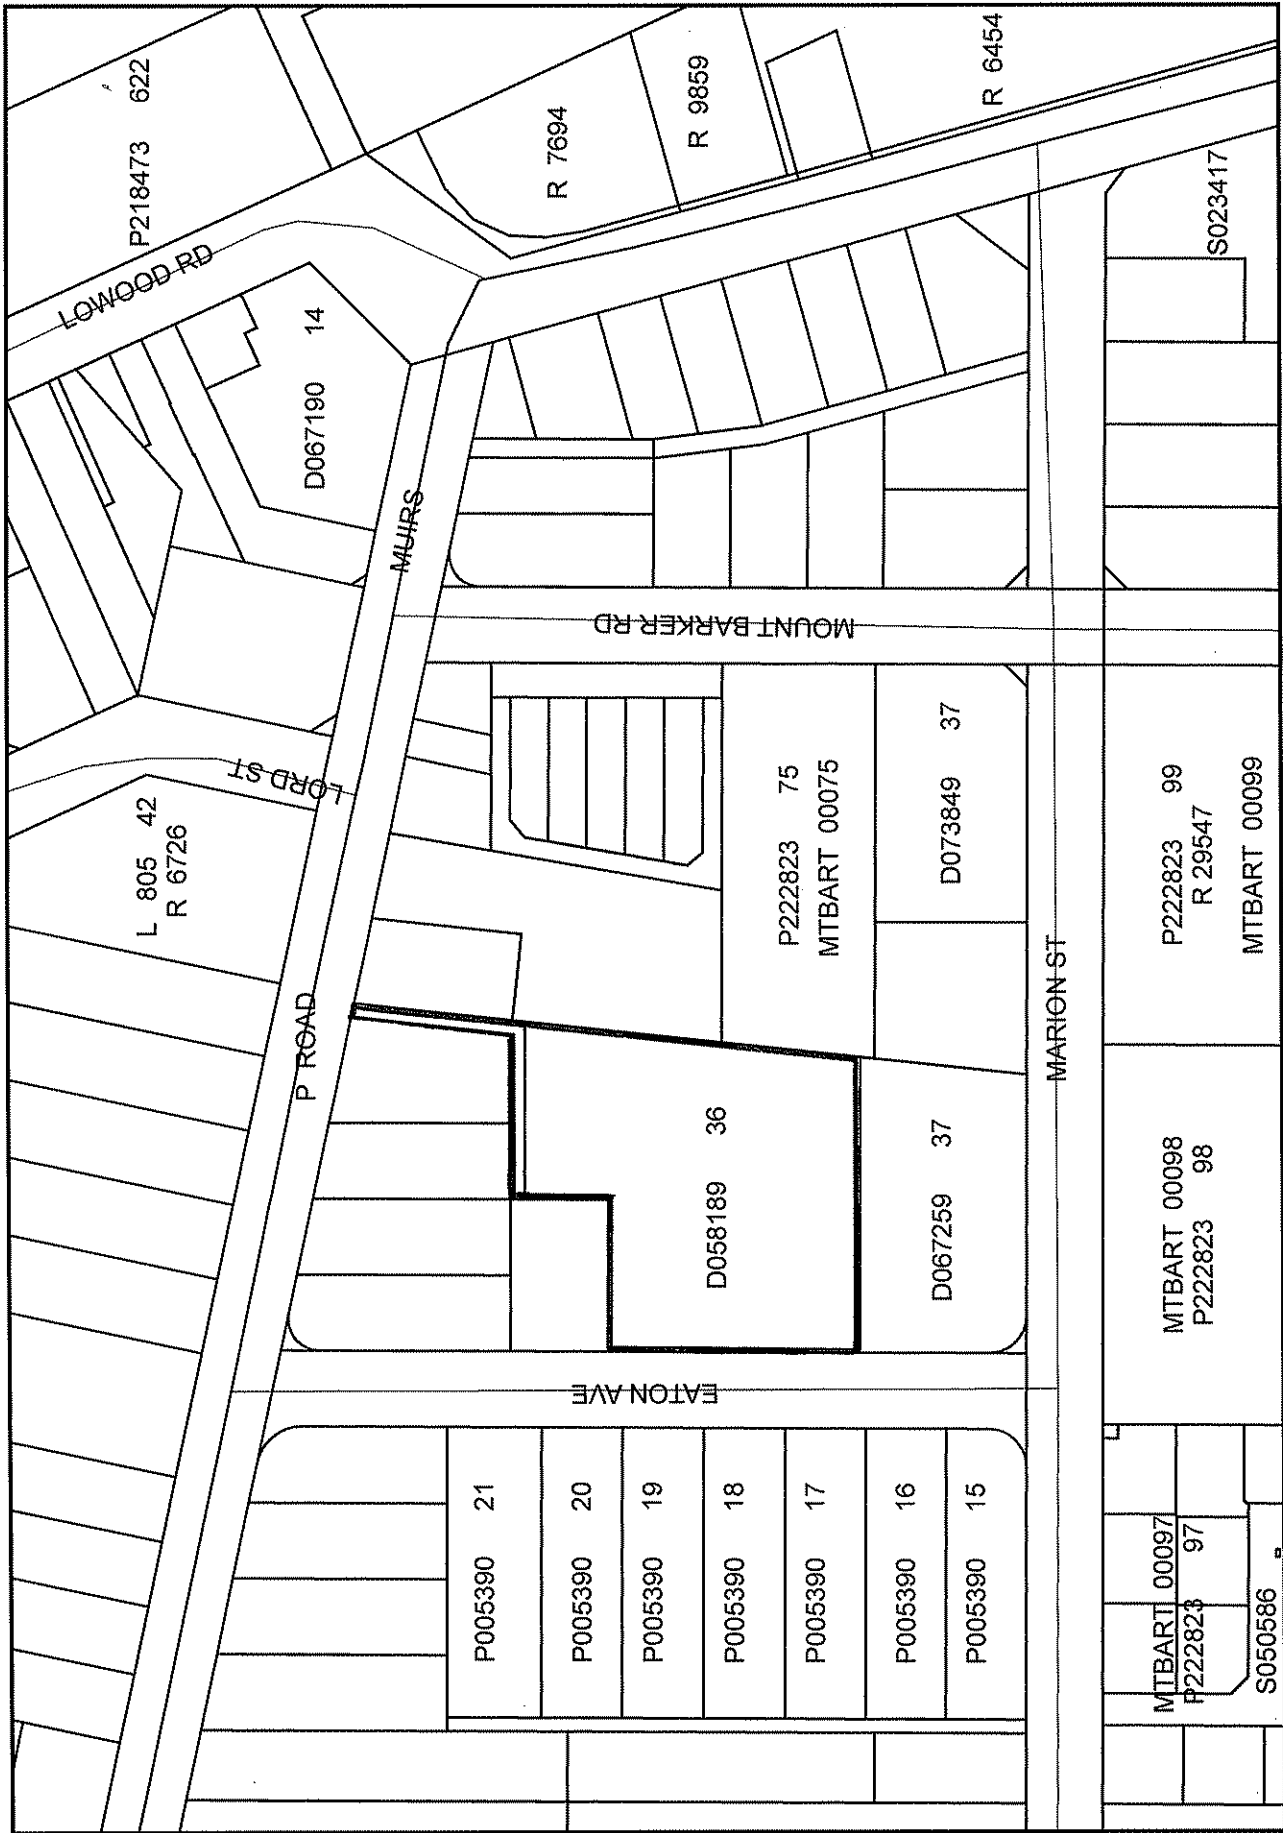 P218473 622
LOWOOD RD
D067190 14
R 7694
R 9859
R 6454
S023417
MUIRS
MOUNT BARKER RD
LORD ST
L 805 42
R 6726
P ROAD
P222823 75
MTBART 00075
D073849 37
P222823 99
R 29547
MTBART 00099
MARION ST
D058189 36
D067259 37
MTBART 00098
P222823 98
EATON AVE
P005390 21
P005390 20
P005390 19
P005390 18
P005390 17
P005390 16
P005390 15
MTBART 00097
P222823 97
S050586